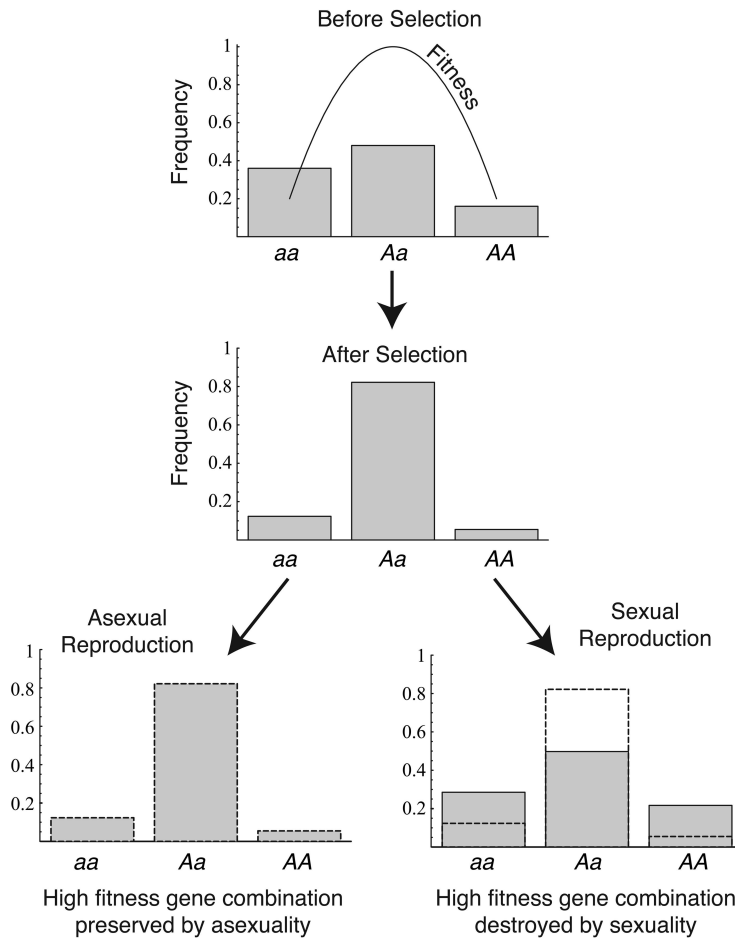 Before Selection
Fitness
Frequency
1
0.8
0.6
0.4
0.2
aa Aa AA
After Selection
Frequency
1
0.8
0.6
0.4
0.2
aa Aa AA
Asexual
Reproduction
1
0.8
0.6
0.4
0.2
aa Aa AA
High fitness gene combination
preserved by asexuality
Sexual
Reproduction
1
0.8
0.6
0.4
0.2
aa Aa AA
High fitness gene combination
destroyed by sexuality